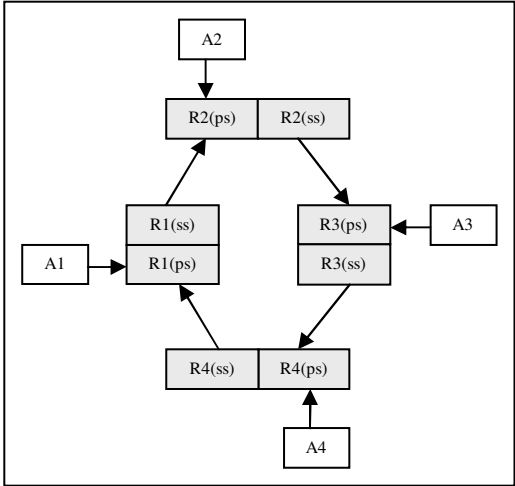 A2
R2(ps) R2(ss)
R1(ss)
R1(ps)
A1
R3(ps)
R3(ss)
A3
R4(ss) R4(ps)
A4